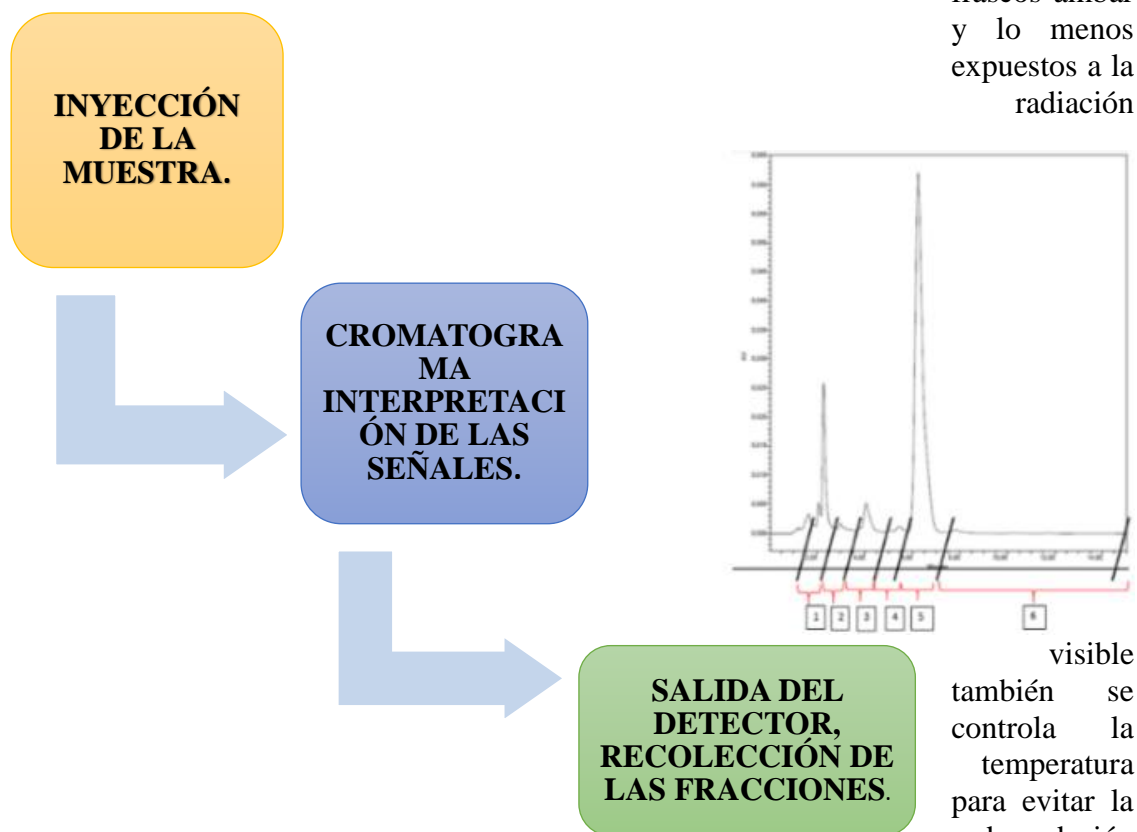 y lo menos
expuestos a la
radiación
INYECCIÓN
DE LA
MUESTRA.
CROMATOGRA
MA
INTERPRETACI
ÓN DE LAS
SEÑALES.
1 2 3 4 5 6
SALIDA DEL
DETECTOR,
RECOLECCIÓN DE
LAS FRACCIONES.
visible
también se
controla la
temperatura
para evitar la